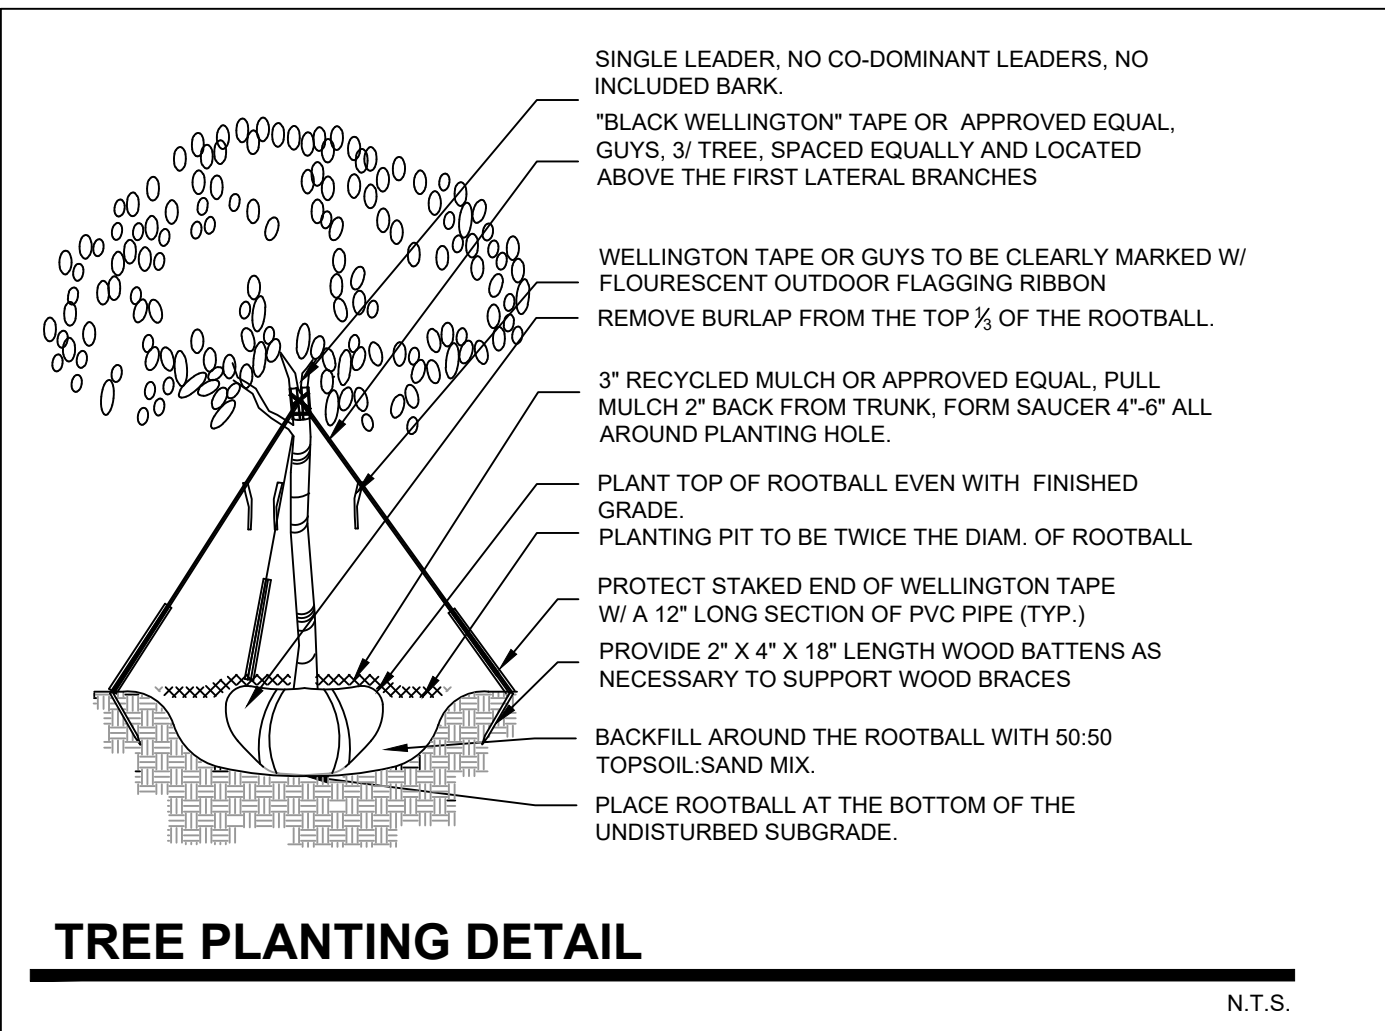 SINGLE LEADER, NO CO-DOMINANT LEADERS, NO
INCLUDED BARK.
"BLACK WELLINGTON" TAPE OR APPROVED EQUAL,
GUYS, 3/ TREE, SPACED EQUALLY AND LOCATED
ABOVE THE FIRST LATERAL BRANCHES
WELLINGTON TAPE OR GUYS TO BE CLEARLY MARKED W/
FLOURESCENT OUTDOOR FLAGGING RIBBON
REMOVE BURLAP FROM THE TOP 1/3 OF THE ROOTBALL.
3" RECYCLED MULCH OR APPROVED EQUAL, PULL
MULCH 2" BACK FROM TRUNK, FORM SAUCER 4"-6" ALL
AROUND PLANTING HOLE.
PLANT TOP OF ROOTBALL EVEN WITH FINISHED
GRADE.
PLANTING PIT TO BE TWICE THE DIAM. OF ROOTBALL
PROTECT STAKED END OF WELLINGTON TAPE
W/ A 12" LONG SECTION OF PVC PIPE (TYP.)
PROVIDE 2" X 4" X 18" LENGTH WOOD BATTENS AS
NECESSARY TO SUPPORT WOOD BRACES
BACKFILL AROUND THE ROOTBALL WITH 50:50
TOPSOIL:SAND MIX.
PLACE ROOTBALL AT THE BOTTOM OF THE
UNDISTURBED SUBGRADE.
TREE PLANTING DETAIL
N.T.S.